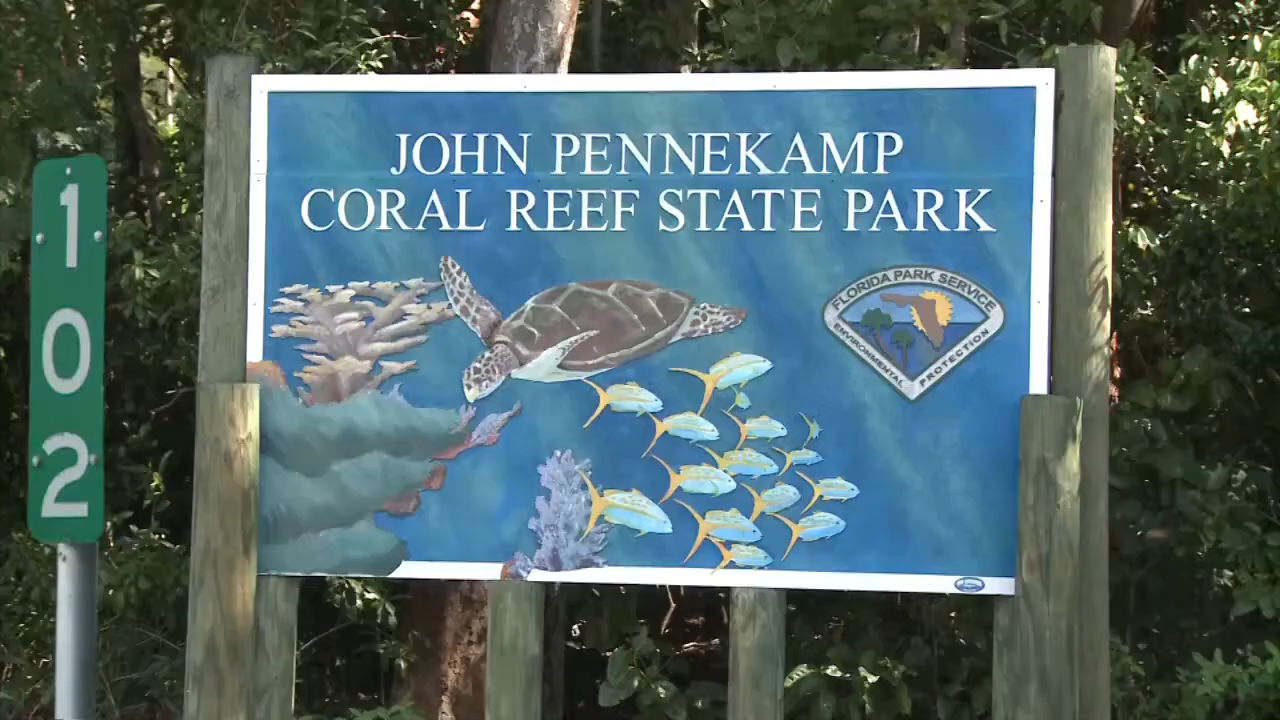 JOHN PENNEKAMP
CORAL REEF STATE PARK
FLORIDA PARK SERVICE
ENVIRONMENTAL PROTECTION
1
0
2